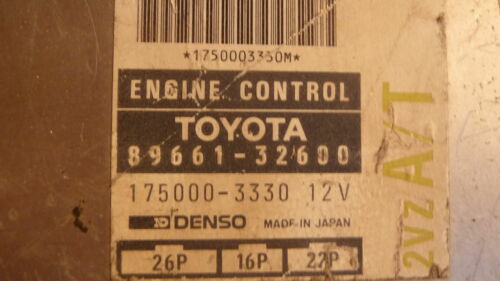 *1750003330M*
ENGINE CONTROL
TOYOTA
89661-32600
175000-3330 12V
DENSO MADE IN JAPAN
26P 16P 22P
2VZ A/T